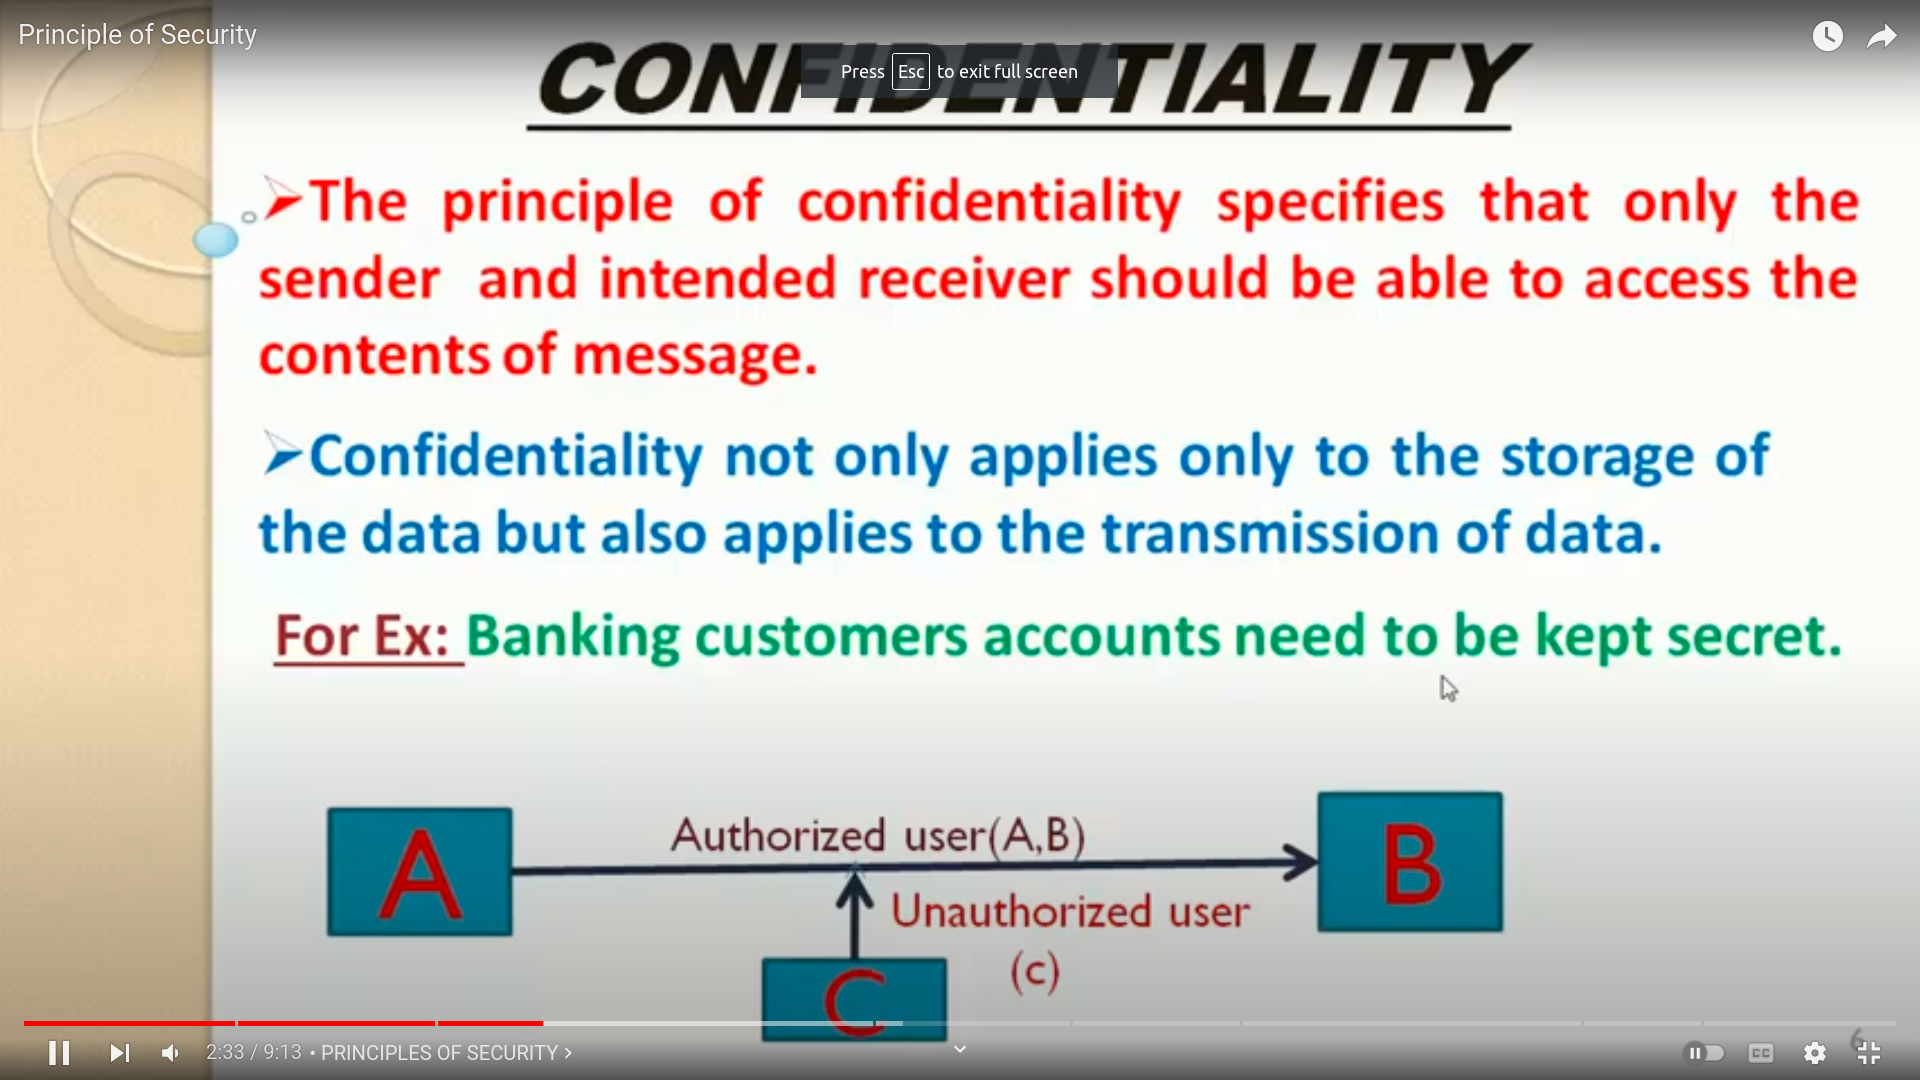 Principle of Security
CONFIDENTIALITY
Press Esc to exit full screen
➢The principle of confidentiality specifies that only the
sender and intended receiver should be able to access the
contents of message.
➢Confidentiality not only applies only to the storage of
the data but also applies to the transmission of data.
For Ex: Banking customers accounts need to be kept secret.
Authorized user(A,B)
A
B
Unauthorized user
(c)
C
6
2:33 / 9:13 • PRINCIPLES OF SECURITY >
CC